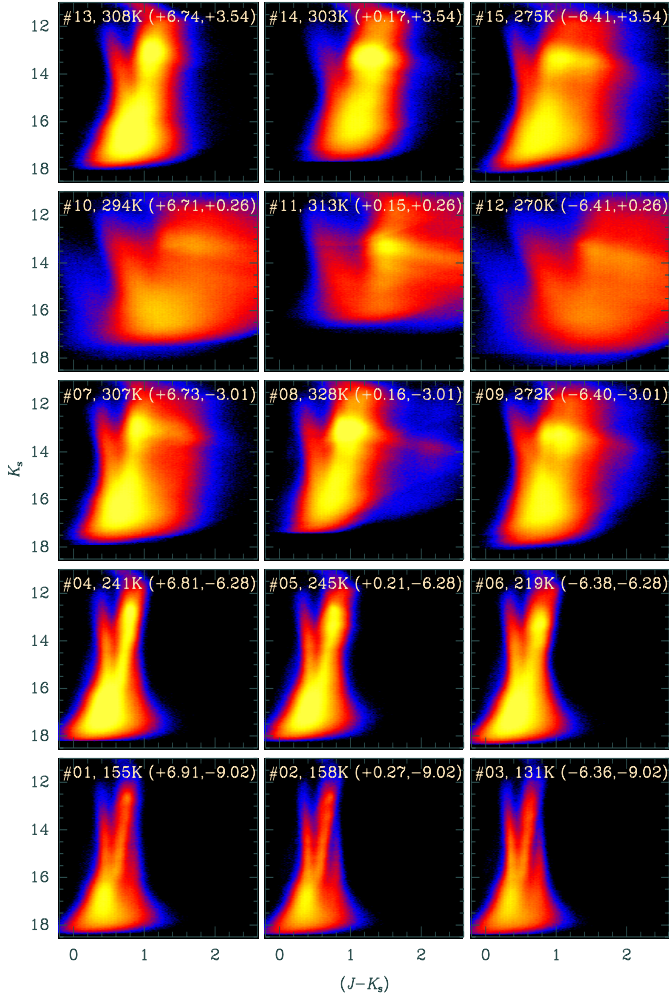 #13, 308K (+6.74,+3.54) #14, 303K (+0.17,+3.54) #15, 275K (−6.41,+3.54)
12
14
16
18
#10, 294K (+6.71,+0.26) #11, 313K (+0.15,+0.26) #12, 270K (−6.41,+0.26)
12
14
16
18
#07, 307K (+6.73,−3.01) #08, 328K (+0.16,−3.01) #09, 272K (−6.40,−3.01)
12
14
Ks
16
18
#04, 241K (+6.81,−6.28) #05, 245K (+0.21,−6.28) #06, 219K (−6.38,−6.28)
12
14
16
18
#01, 155K (+6.91,−9.02) #02, 158K (+0.27,−9.02) #03, 131K (−6.36,−9.02)
12
14
16
18
0 1 2 0 1 2 0 1 2
(J−Ks)